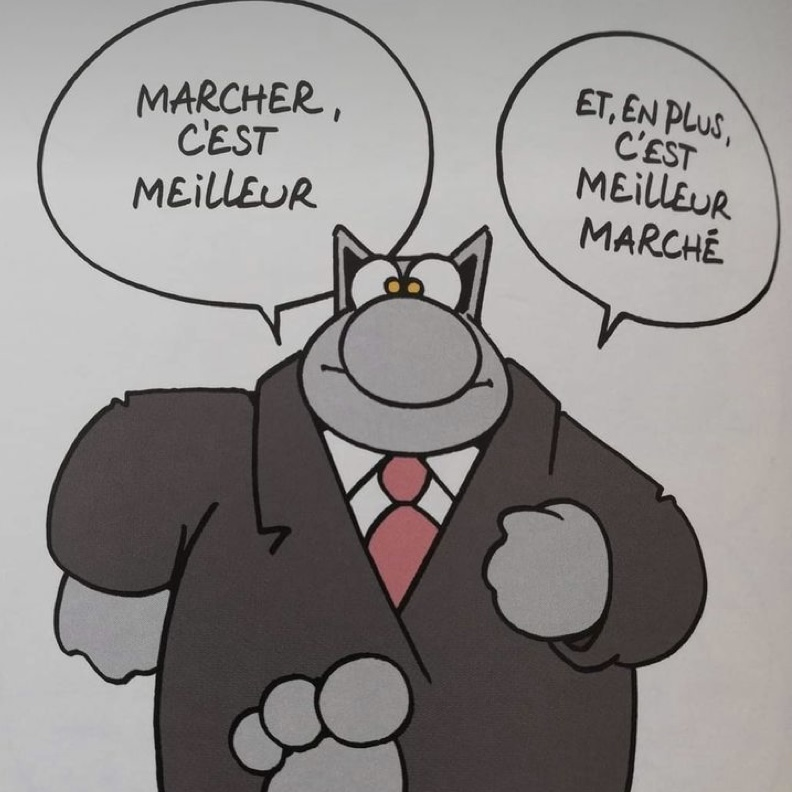 MARCHER,
C'EST
MEILLEUR
ET, EN PLUS,
C'EST
MEILLEUR
MARCHÉ